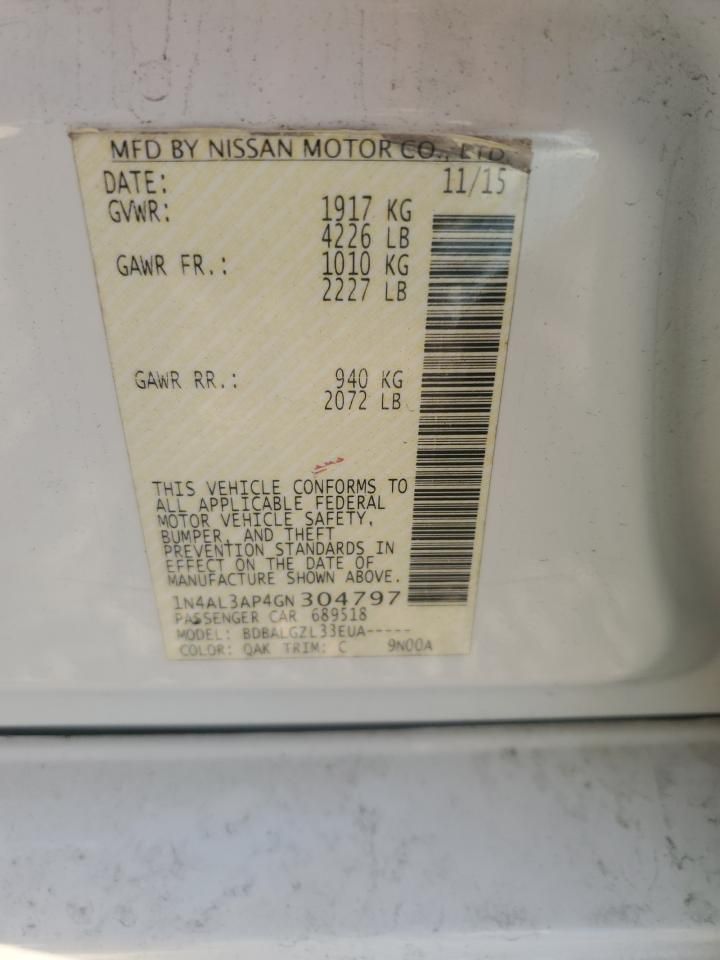 MFD BY NISSAN MOTOR CO., LTD.
DATE: 11/15
GVWR: 1917 KG
4226 LB
GAWR FR.: 1010 KG
2227 LB
GAWR RR.: 940 KG
2072 LB
THIS VEHICLE CONFORMS TO
ALL APPLICABLE FEDERAL
MOTOR VEHICLE SAFETY,
BUMPER, AND THEFT
PREVENTION STANDARDS IN
EFFECT ON THE DATE OF
MANUFACTURE SHOWN ABOVE.
1N4AL3AP4GN304797
PASSENGER CAR 689518
MODEL: BDBALGZL33EUA-----
COLOR: QAK TRIM: C 9N00A